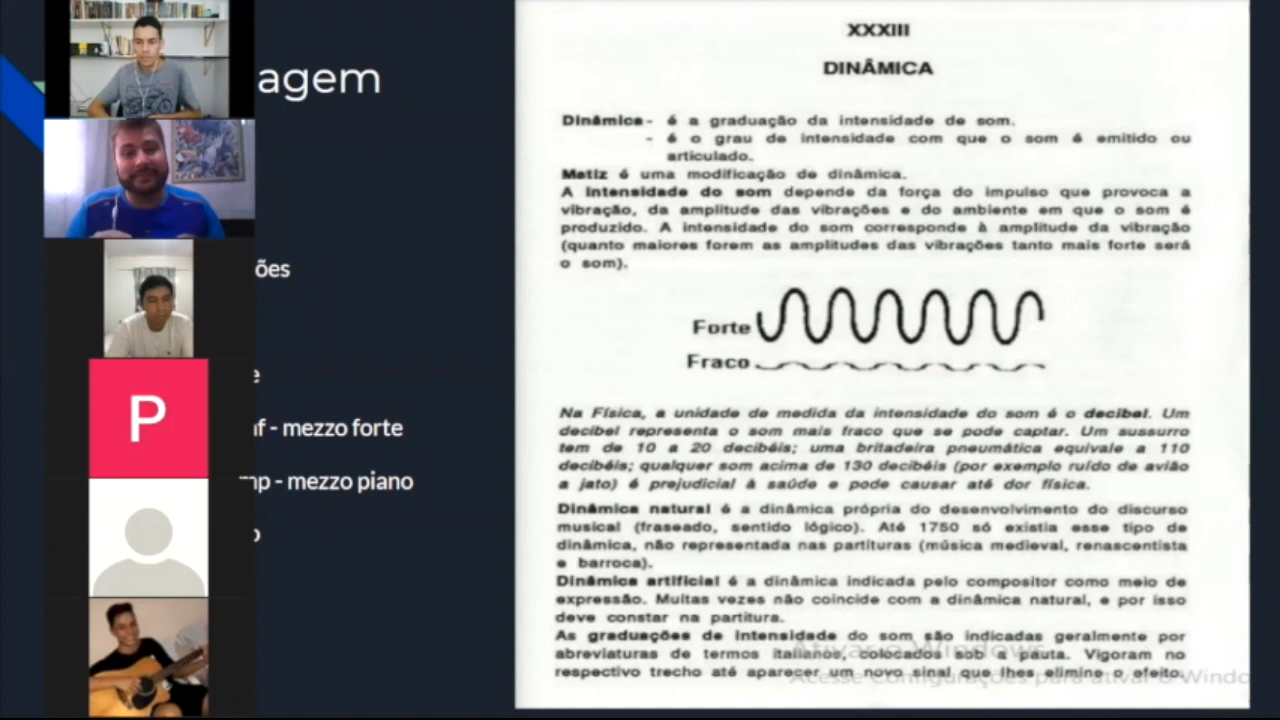 agem
ões
e
f - mezzo forte
mp - mezzo piano
o
P
XXXIII
DINÂMICA
Dinâmica - é a graduação da intensidade de som.
- é o grau de intensidade com que o som é emitido ou
articulado.
Matiz é uma modificação de dinâmica.
A intensidade do som depende da força do impulso que provoca a
vibração, da amplitude das vibrações e do ambiente em que o som é
produzido. A intensidade do som corresponde à amplitude da vibração
(quanto maiores forem as amplitudes das vibrações tanto mais forte será
o som).
Forte
Fraco
Na Física, a unidade de medida da intensidade do som é o decibel. Um
decibel representa o som mais fraco que se pode captar. Um sussurro
tem de 10 a 20 decibéis; uma britadeira pneumática equivale a 110
decibéis; qualquer som acima de 130 decibéis (por exemplo ruído de avião
a jato) é prejudicial à saúde e pode causar até dor física.
Dinâmica natural é a dinâmica própria do desenvolvimento do discurso
musical (fraseado, sentido lógico). Até 1750 só existia esse tipo de
dinâmica, não representada nas partituras (música medieval, renascentista
e barroca).
Dinâmica artificial é a dinâmica indicada pelo compositor como meio de
expressão. Muitas vezes não coincide com a dinâmica natural, e por isso
deve constar na partitura.
As graduações de intensidade do som são indicadas geralmente por
abreviaturas de termos italianos, colocados sob a pauta. Vigoram no
respectivo trecho até aparecer um novo sinal que lhes elimine o efeito.
Ativar o Windows
Acesse Configurações para ativar o Windo